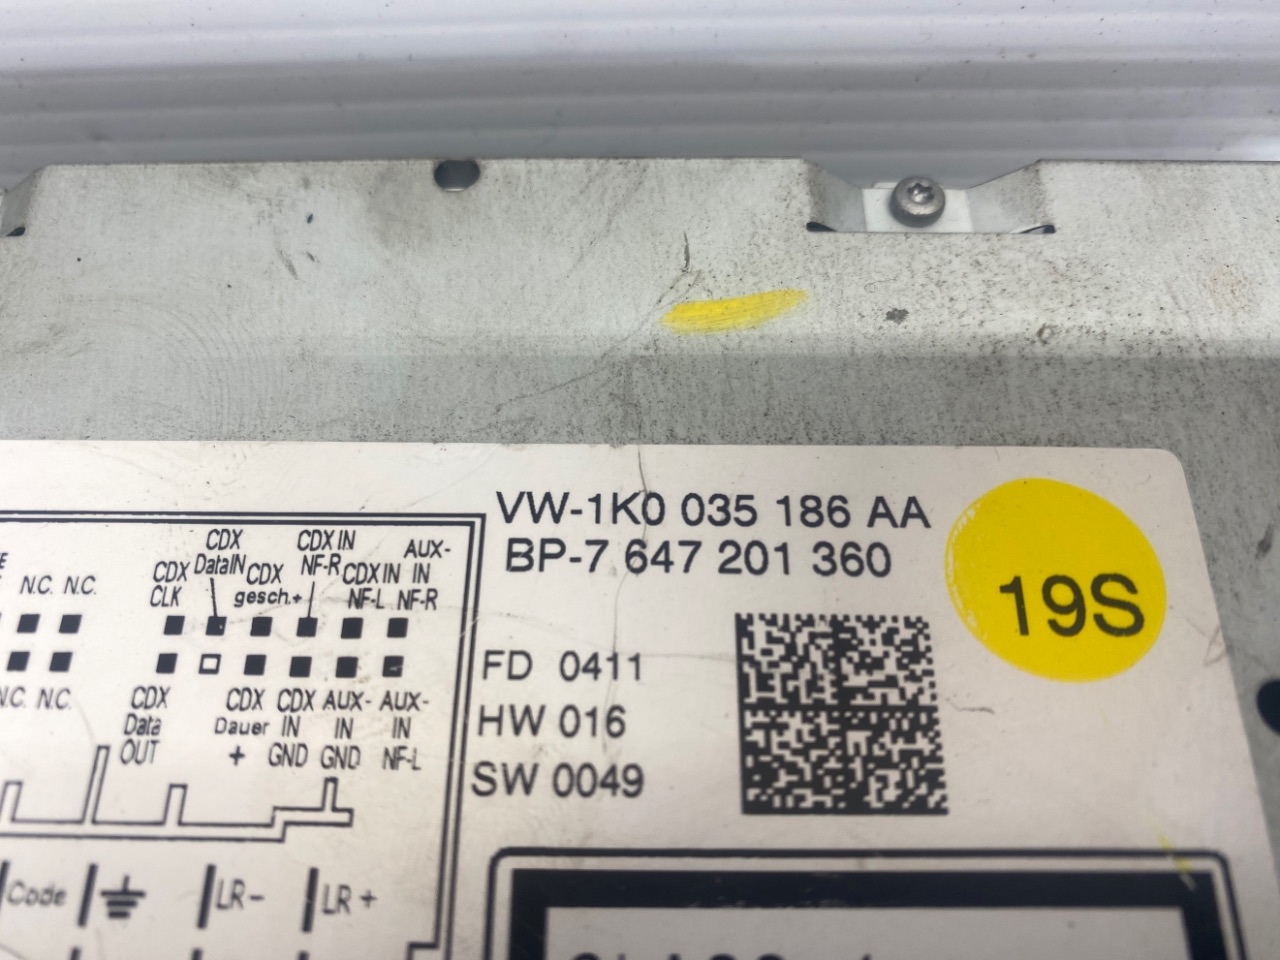 VW-1K0 035 186 AA
BP-7 647 201 360
19S
FD 0411
HW 016
SW 0049
N.C. N.C.
CDX CLK
CDX DataIN
CDX gesch.+
CDX IN NF-R
CDX IN NF-L
AUX-IN NF-R
N.C. N.C.
CDX Data OUT
CDX Dauer +
CDX IN GND
AUX-IN GND
AUX-IN NF-L
Code
LR-
LR+